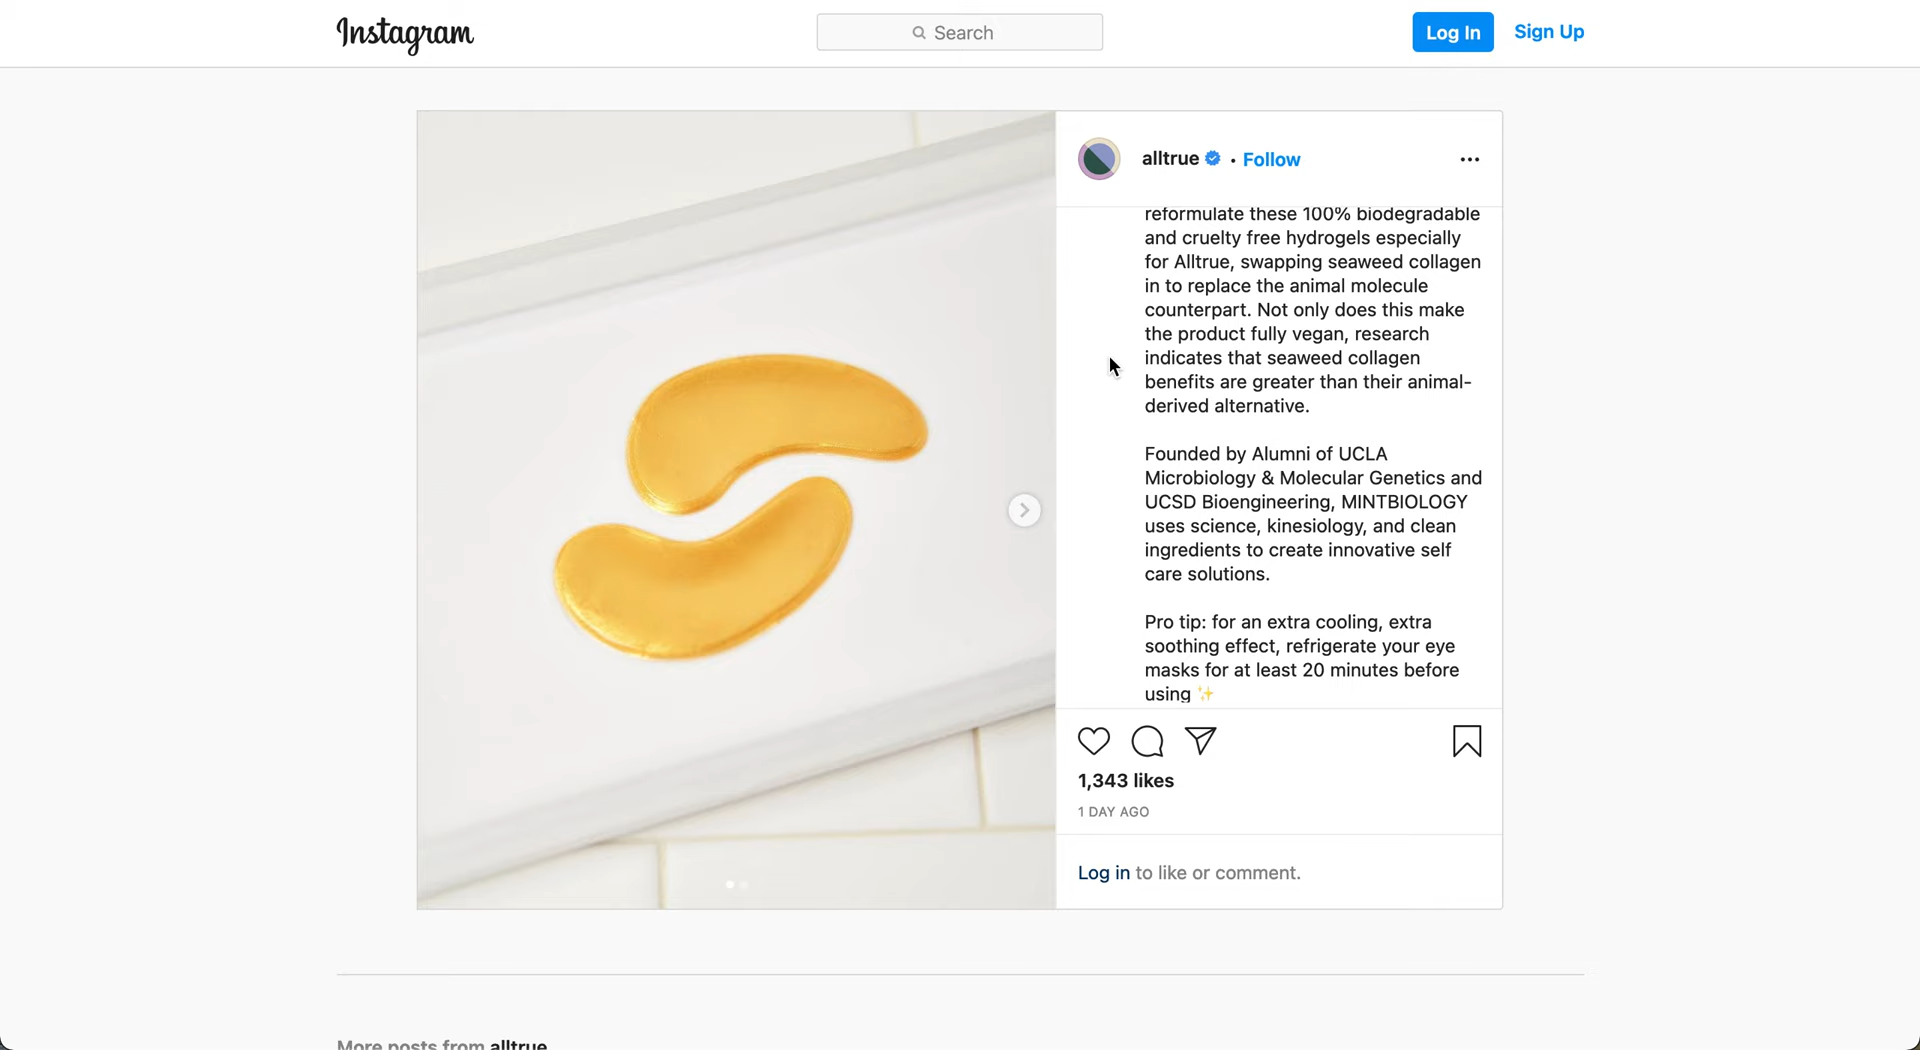 Instagram
Search
Log In
Sign Up
alltrue • Follow
reformulate these 100% biodegradable
and cruelty free hydrogels especially
for Alltrue, swapping seaweed collagen
in to replace the animal molecule
counterpart. Not only does this make
the product fully vegan, research
indicates that seaweed collagen
benefits are greater than their animal-
derived alternative.
Founded by Alumni of UCLA
Microbiology & Molecular Genetics and
UCSD Bioengineering, MINTBIOLOGY
uses science, kinesiology, and clean
ingredients to create innovative self
care solutions.
Pro tip: for an extra cooling, extra
soothing effect, refrigerate your eye
masks for at least 20 minutes before
using ✨
1,343 likes
1 DAY AGO
Log in to like or comment.
More posts from alltrue